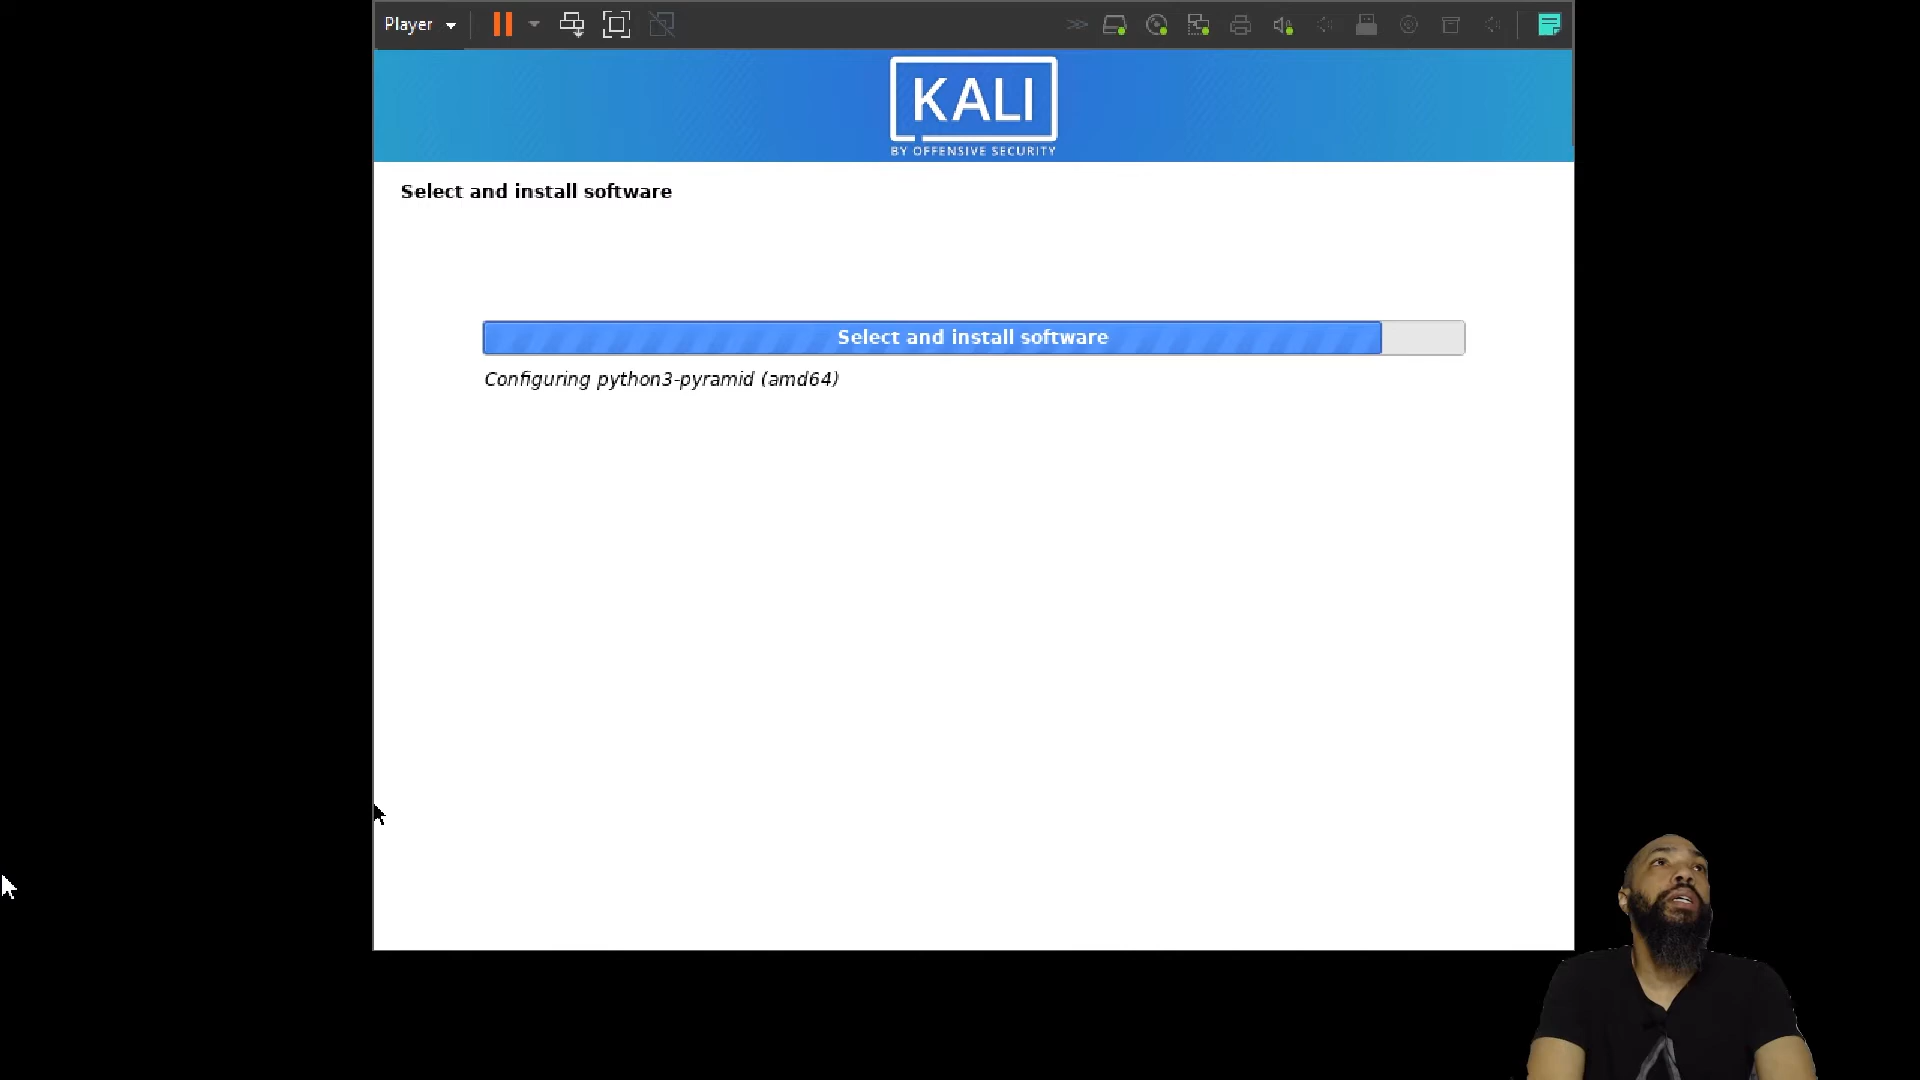 Player
KALI
BY OFFENSIVE SECURITY
Select and install software
Select and install software
Configuring python3-pyramid (amd64)